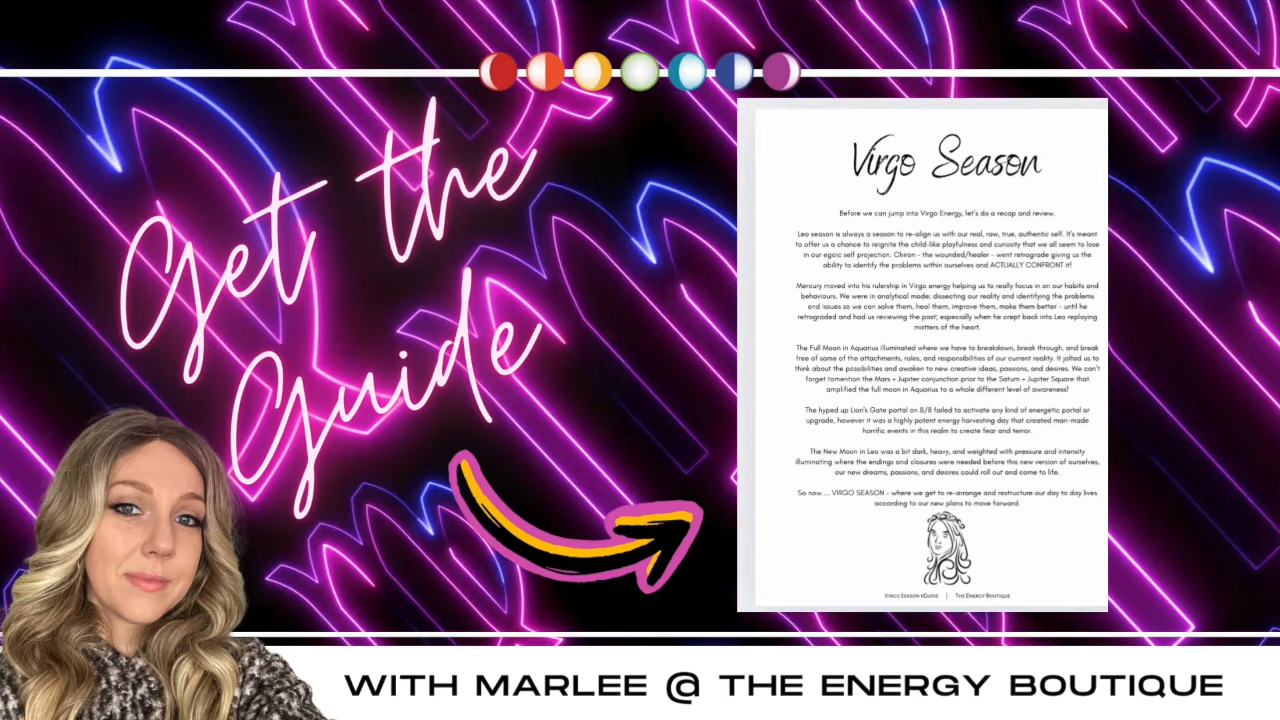 Get the
Guide
Virgo Season
Before we can jump into Virgo Energy, let's do a recap and review.
Leo season is always a season to re-align us with our real, raw, true, authentic self. It's meant
to offer us a chance to reignite the child-like playfulness and curiosity that we all seem to lose
in our egoic self projection. Chiron - the wounded/healer - went retrograde giving us the
ability to identify the problems within ourselves and ACTUALLY CONFRONT it!
Mercury moved into his rulership in Virgo energy helping us to really focus in on our habits and
behaviours. We were in analytical mode; dissecting our reality and identifying the problems
and issues so we can solve them, heal them, improve them, make them better - until he
retrograded and had us reviewing the past; especially when he crept back into Leo replaying
matters of the heart.
The Full Moon in Aquarius illuminated where we have to breakdown, break through, and break
free of some of the attachments, roles, and responsibilities of our current reality. It jolted us to
think about the possibilities and awaken to new creative ideas, passions, and desires. We can't
forget tomention the Mars + Jupiter conjunction prior to the Saturn + Jupiter Square that
amplified the full moon in Aquarius to a whole different level of awareness!
The hyped up Lion's Gate portal on 8/8 failed to activate any kind of energetic portal or
upgrade, however it was a highly potent energy harvesting day that created man-made
horrific events in this realm to create fear and terror.
The New Moon in Leo was a bit dark, heavy, and weighted with pressure and intensity
illuminating where the endings and closures were needed before this new version of ourselves,
our new dreams, passions, and desires could roll out and come to life.
So now.... VIRGO SEASON - where we get to re-arrange and restructure our day to day lives
according to our new plans to move forward.
Virgo Season eGuide | The Energy Boutique
WITH MARLEE @ THE ENERGY BOUTIQUE